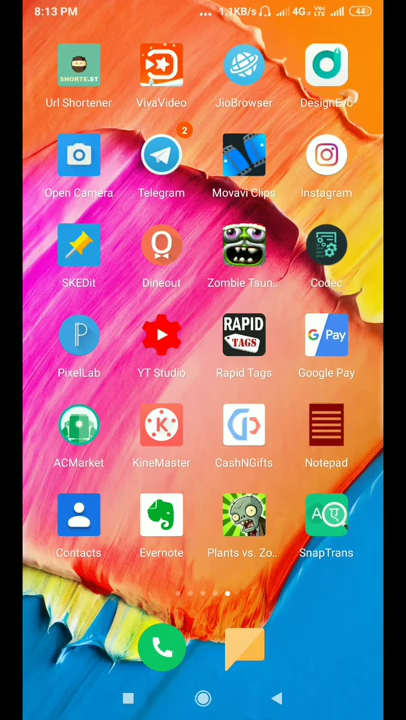 8:13 PM ... 1.1KB/s 4G VoLTE 44
SHORTE.ST
Url Shortener VivaVideo JioBrowser DesignEvo
2
Open Camera Telegram Movavi Clips Instagram
SKEDit Dineout Zombie Tsun.. Codec
P RAPID TAGS G Pay
PixelLab YT Studio Rapid Tags Google Pay
K
ACMarket KineMaster CashNGifts Notepad
A
Contacts Evernote Plants vs. Zo.. SnapTrans